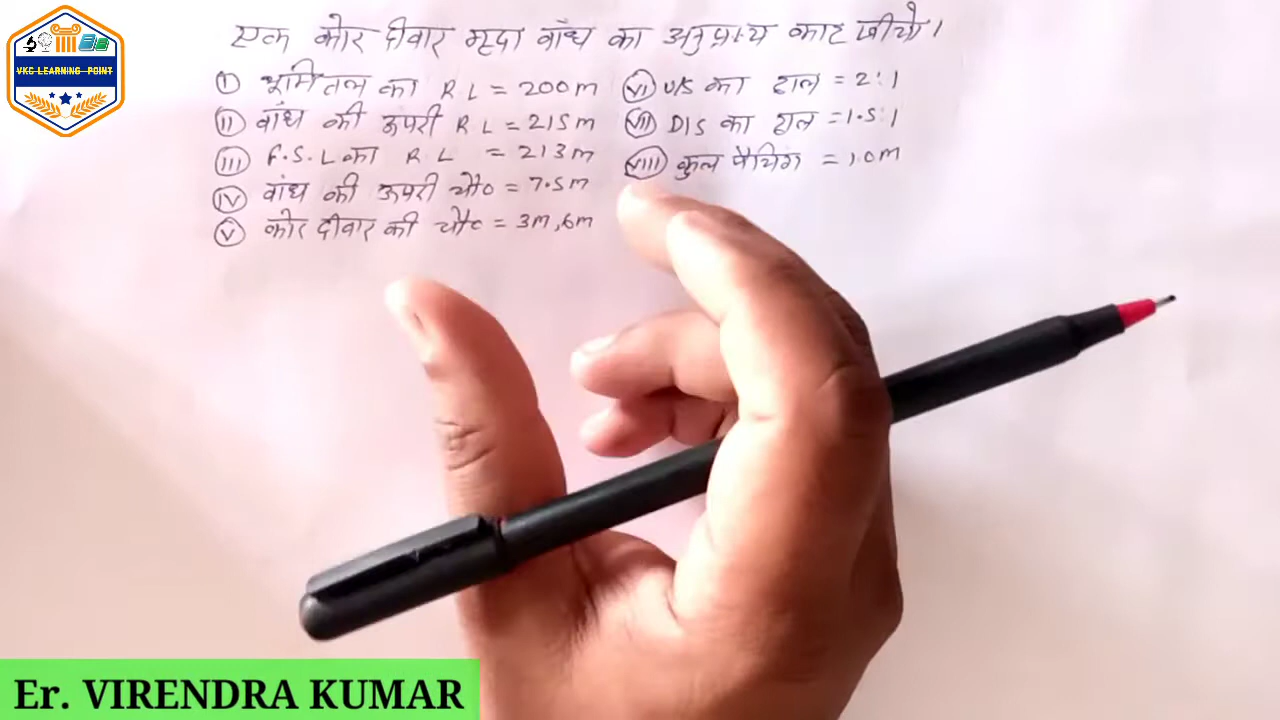 एक कोर दीवार मृदा बांध का अनुप्रस्थ काट खीचो।
I भूमितल का R L = 200m
II बांध की ऊपरी R L = 215m
III F.S.L का R.L = 213m
IV बांध की ऊपरी चौ० = 7.5m
V कोर दीवार की चौ० = 3m, 6m
VI U/S का ढाल = 2:1
VII D/S का ढाल = 1.5:1
VIII कुल पैचिंग = 1.0m
VKG LEARNING POINT
Er. VIRENDRA KUMAR